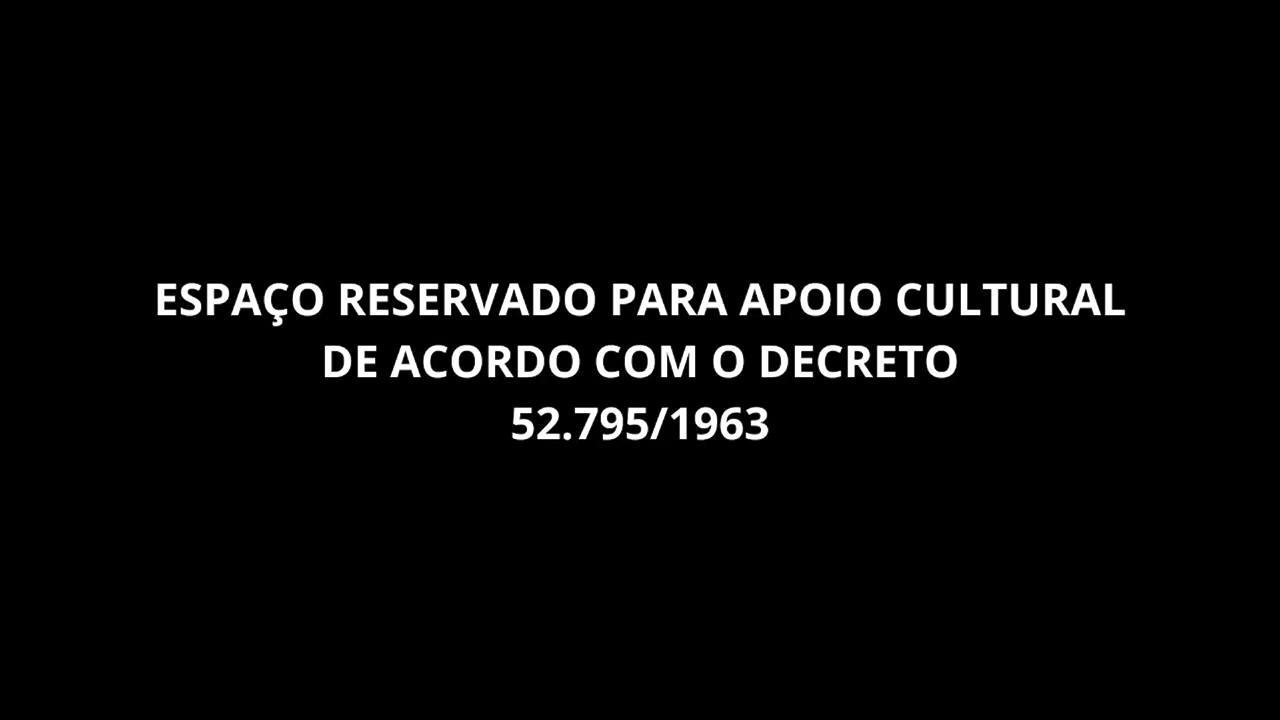 ESPAÇO RESERVADO PARA APOIO CULTURAL
DE ACORDO COM O DECRETO
52.795/1963